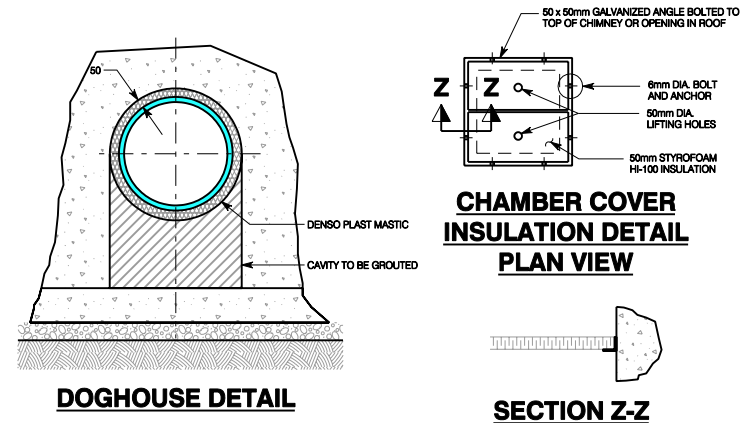 50
DENSO PLAST MASTIC
CAVITY TO BE GROUTED
DOGHOUSE DETAIL
50 x 50mm GALVANIZED ANGLE BOLTED TO
TOP OF CHIMNEY OR OPENING IN ROOF
Z Z
6mm DIA. BOLT
AND ANCHOR
50mm DIA.
LIFTING HOLES
50mm STYROFOAM
HI-100 INSULATION
CHAMBER COVER
INSULATION DETAIL
PLAN VIEW
SECTION Z-Z